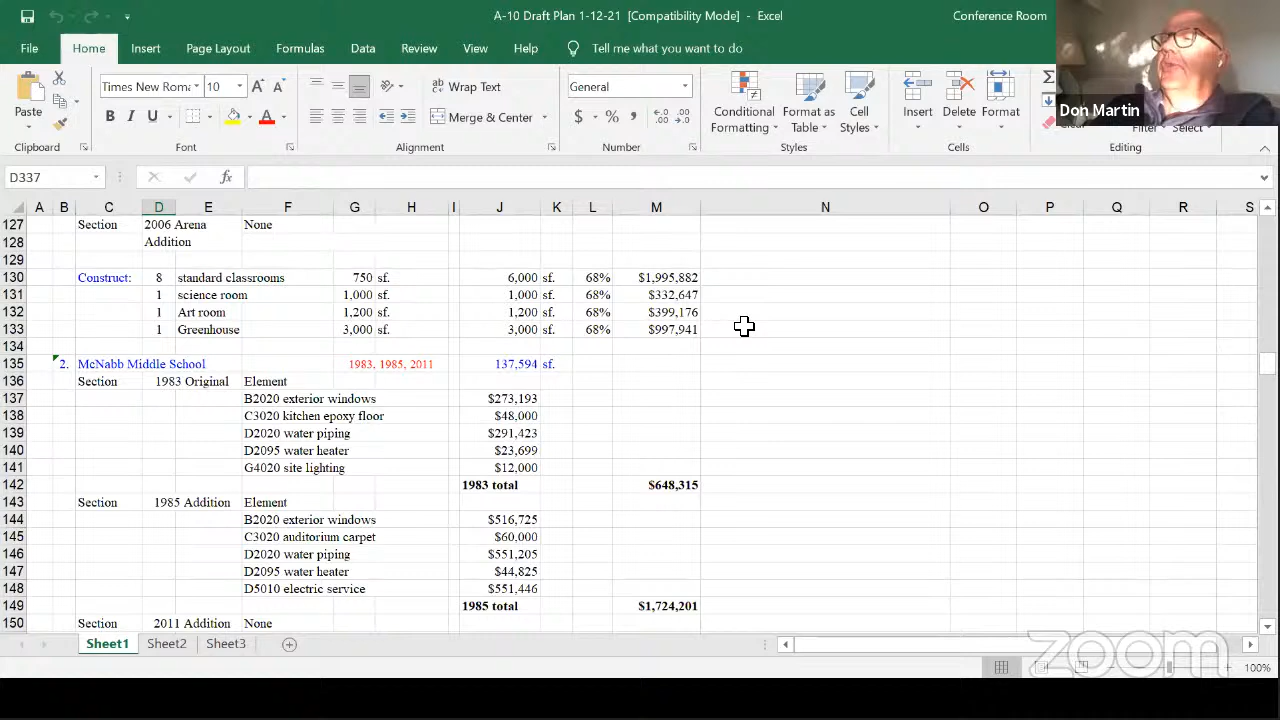 A-10 Draft Plan 1-12-21 [Compatibility Mode] - Excel
Conference Room
File Home Insert Page Layout Formulas Data Review View Help Tell me what you want to do
Don Martin
Paste
Clipboard
Times New Roma 10
B I U
Font
Wrap Text
Merge & Center
Alignment
General
$ % ,
Number
Conditional Formatting
Format as Table
Cell Styles
Styles
Insert Delete Format
Cells
Select
Editing
D337
fx
A B C D E F G H I J K L M N O P Q R S
127 Section 2006 Arena None
128 Addition
129
130 Construct: 8 standard classrooms 750 sf. 6,000 sf. 68% $1,995,882
131 1 science room 1,000 sf. 1,000 sf. 68% $332,647
132 1 Art room 1,200 sf. 1,200 sf. 68% $399,176
133 1 Greenhouse 3,000 sf. 3,000 sf. 68% $997,941
134
135 2. McNabb Middle School 1983, 1985, 2011 137,594 sf.
136 Section 1983 Original Element
137 B2020 exterior windows $273,193
138 C3020 kitchen epoxy floor $48,000
139 D2020 water piping $291,423
140 D2095 water heater $23,699
141 G4020 site lighting $12,000
142 1983 total $648,315
143 Section 1985 Addition Element
144 B2020 exterior windows $516,725
145 C3020 auditorium carpet $60,000
146 D2020 water piping $551,205
147 D2095 water heater $44,825
148 D5010 electric service $551,446
149 1985 total $1,724,201
150 Section 2011 Addition None
Sheet1 Sheet2 Sheet3
zoom
100%